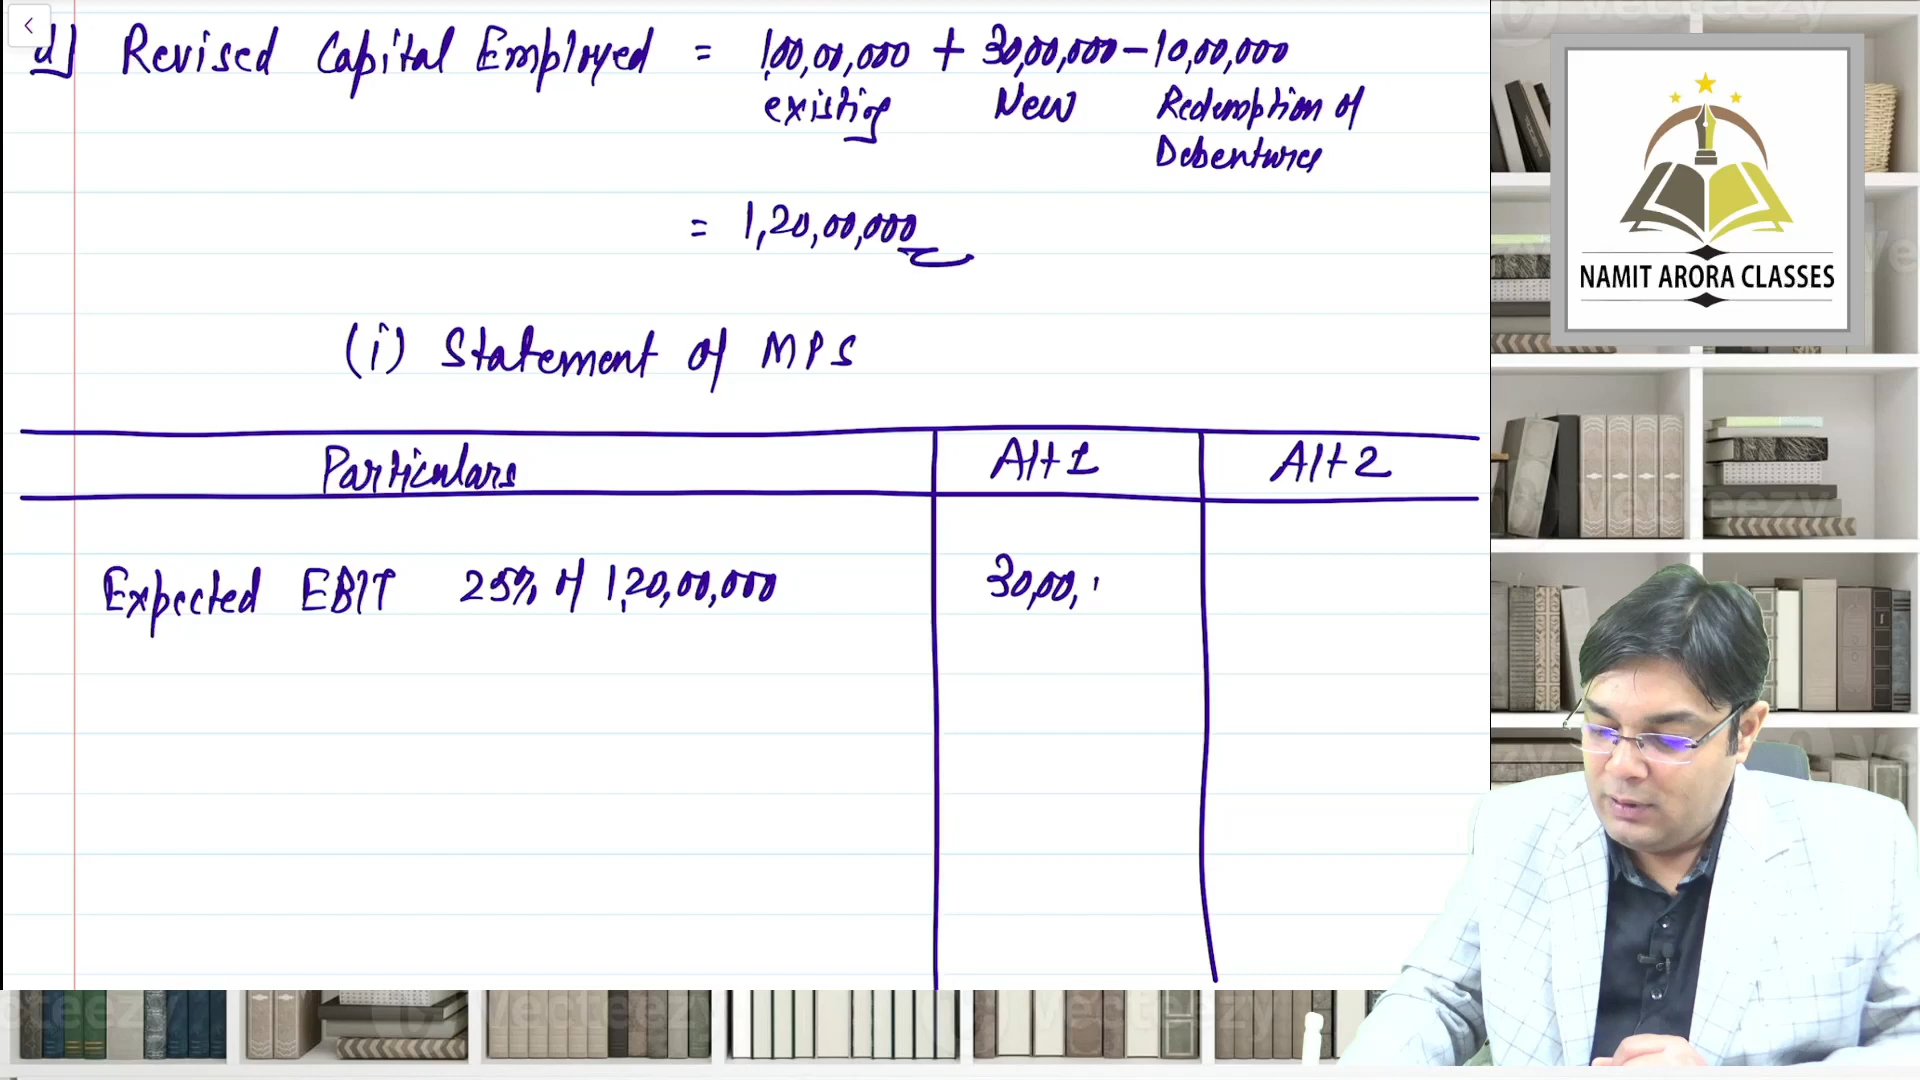 d) Revised Capital Employed = 1,00,00,000 + 30,00,000 - 10,00,000
existing New Redemption of
Debentures
= 1,20,00,000
(i) Statement of MPS
Particulars Alt 1 Alt 2
Expected EBIT 25% of 1,20,00,000 30,00,
NAMIT ARORA CLASSES
vecteezy